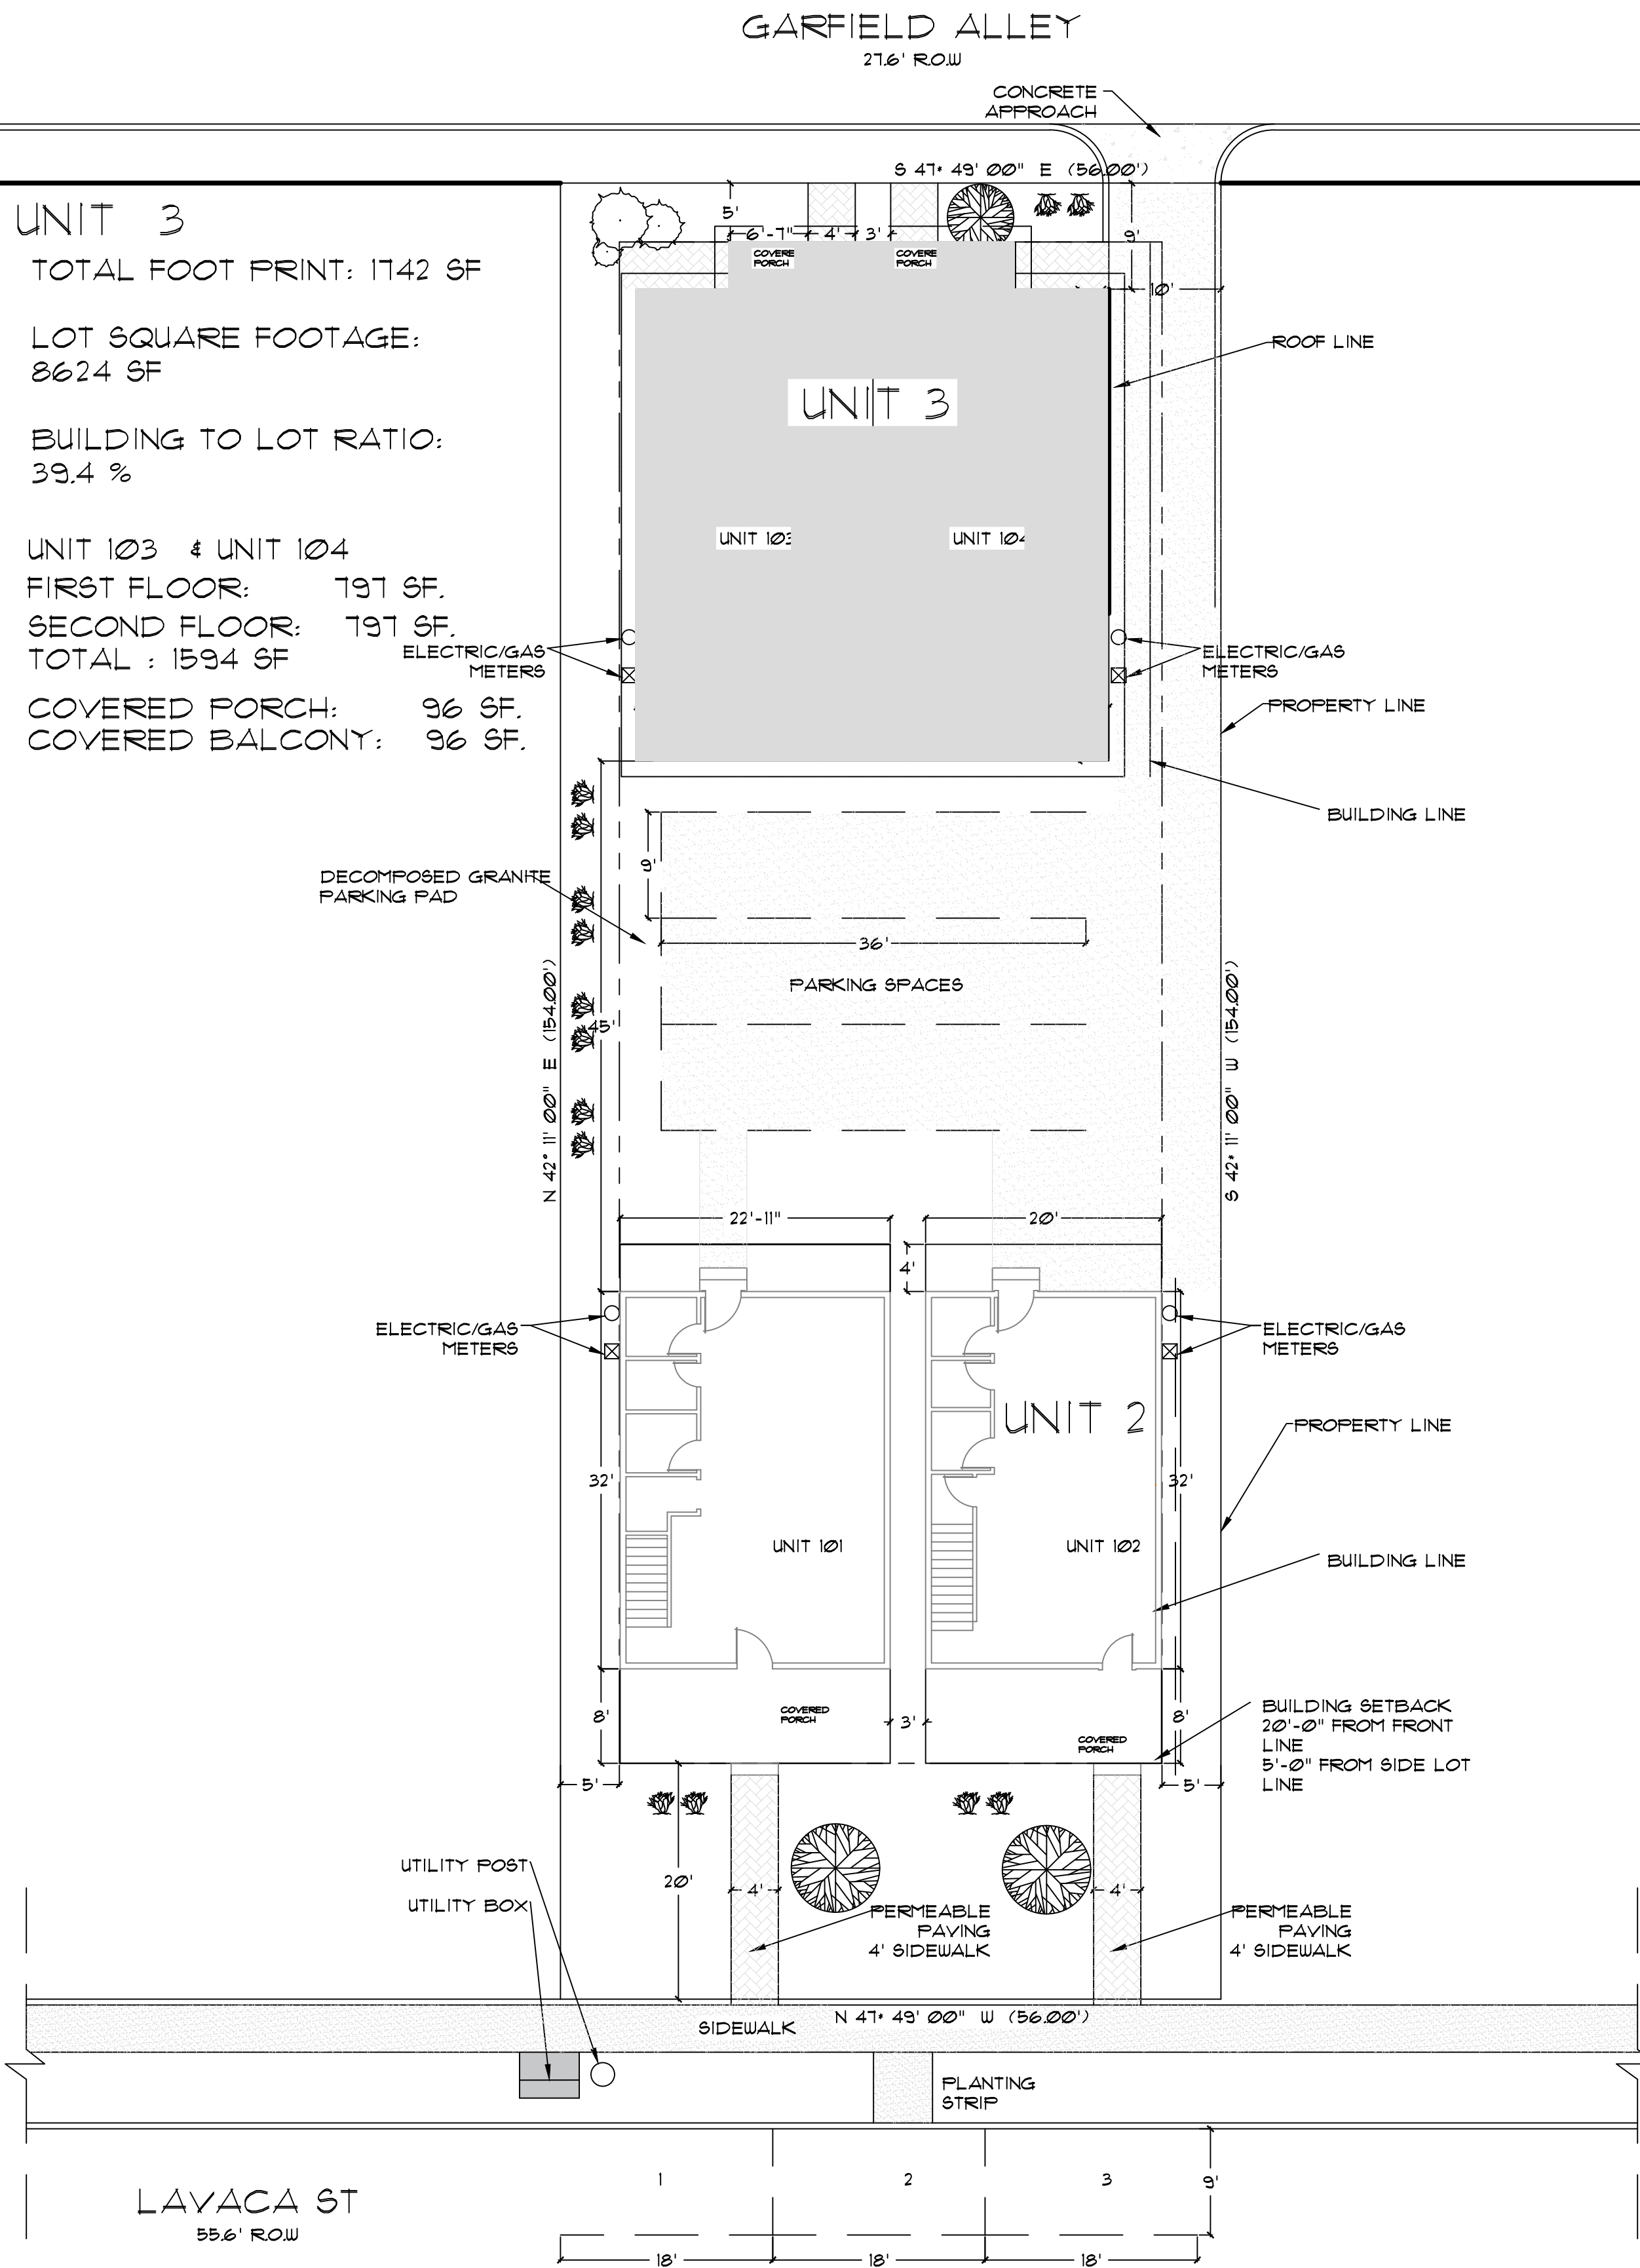 GARFIELD ALLEY
27.6' R.O.W
CONCRETE
APPROACH
S 47° 49' 00" E (56.00')
UNIT 3
TOTAL FOOT PRINT: 1742 SF
LOT SQUARE FOOTAGE:
8624 SF
BUILDING TO LOT RATIO:
39.4 %
UNIT 103 & UNIT 104
FIRST FLOOR: 797 SF.
SECOND FLOOR: 797 SF.
TOTAL : 1594 SF
COVERED PORCH: 96 SF.
COVERED BALCONY: 96 SF.
5'
6'-7"
4'
3'
9'
10'
COVERE
PORCH
COVERE
PORCH
ROOF LINE
UNIT 3
UNIT 103
UNIT 104
ELECTRIC/GAS
METERS
ELECTRIC/GAS
METERS
PROPERTY LINE
BUILDING LINE
9'
DECOMPOSED GRANITE
PARKING PAD
36'
PARKING SPACES
45'
N 42° 11' 00" E (154.00')
S 42° 11' 00" W (154.00')
22'-11"
20'
4'
ELECTRIC/GAS
METERS
ELECTRIC/GAS
METERS
UNIT 2
PROPERTY LINE
32'
32'
UNIT 101
UNIT 102
BUILDING LINE
8'
COVERED
PORCH
3'
COVERED
PORCH
8'
BUILDING SETBACK
20'-0" FROM FRONT
LINE
5'-0" FROM SIDE LOT
LINE
5'
5'
UTILITY POST
UTILITY BOX
20'
4'
4'
PERMEABLE
PAVING
4' SIDEWALK
PERMEABLE
PAVING
4' SIDEWALK
SIDEWALK
N 47° 49' 00" W (56.00')
PLANTING
STRIP
1
2
3
9'
LAVACA ST
55.6' R.O.W
18'
18'
18'